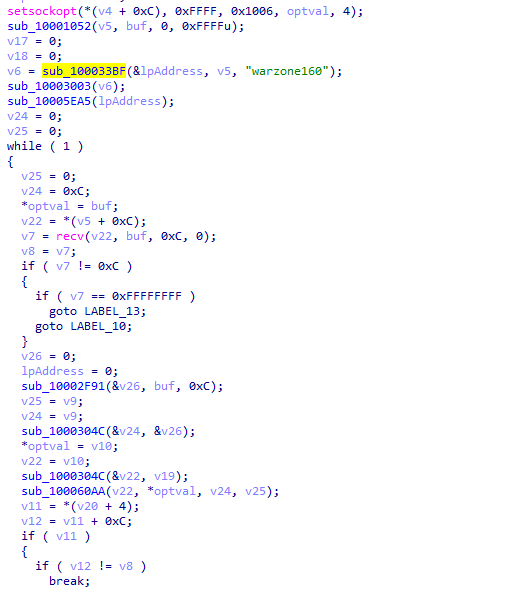 setsockopt(*(v4 + 0xC), 0xFFFF, 0x1006, optval, 4);
sub_10001052(v5, buf, 0, 0xFFFFu);
v17 = 0;
v18 = 0;
v6 = sub_100033BF(&lpAddress, v5, "warzone160");
sub_10003003(v6);
sub_10005EA5(lpAddress);
v24 = 0;
v25 = 0;
while ( 1 )
{
v25 = 0;
v24 = 0xC;
*optval = buf;
v22 = *(v5 + 0xC);
v7 = recv(v22, buf, 0xC, 0);
v8 = v7;
if ( v7 != 0xC )
{
if ( v7 == 0xFFFFFFFF )
goto LABEL_13;
goto LABEL_10;
}
v26 = 0;
lpAddress = 0;
sub_10002F91(&v26, buf, 0xC);
v25 = v9;
v24 = v9;
sub_1000304C(&v24, &v26);
*optval = v10;
v22 = v10;
sub_1000304C(&v22, v19);
sub_100060AA(v22, *optval, v24, v25);
v11 = *(v20 + 4);
v12 = v11 + 0xC;
if ( v11 )
{
if ( v12 != v8 )
break;